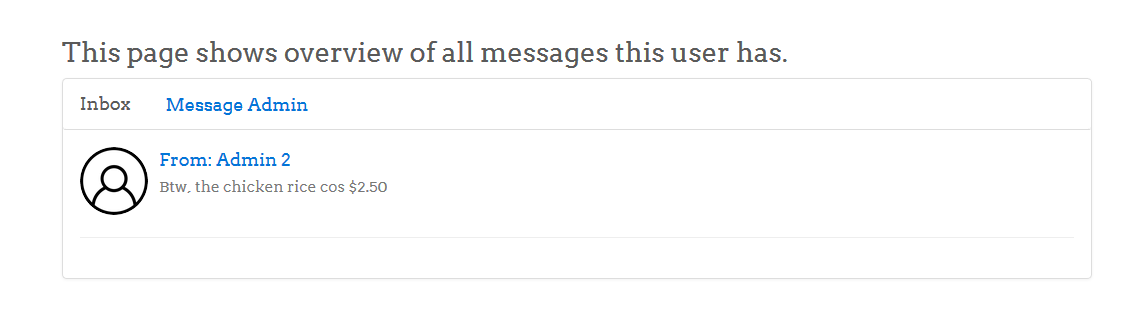 This page shows overview of all messages this user has.
Inbox Message Admin
From: Admin 2
Btw, the chicken rice cos $2.50